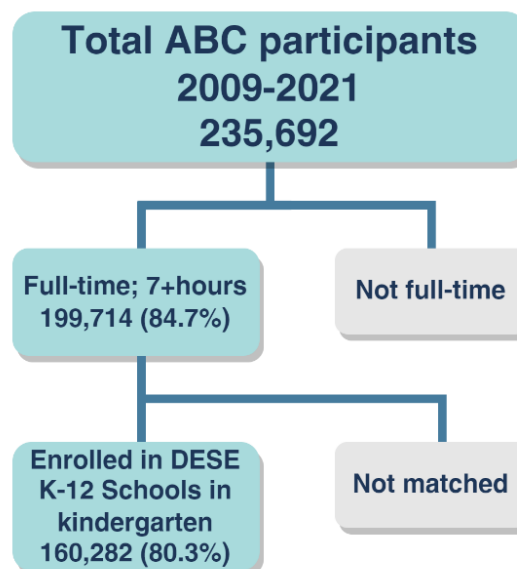 Total ABC participants
2009-2021
235,692
Full-time; 7+hours
199,714 (84.7%)
Not full-time
Enrolled in DESE
K-12 Schools in
kindergarten
160,282 (80.3%)
Not matched